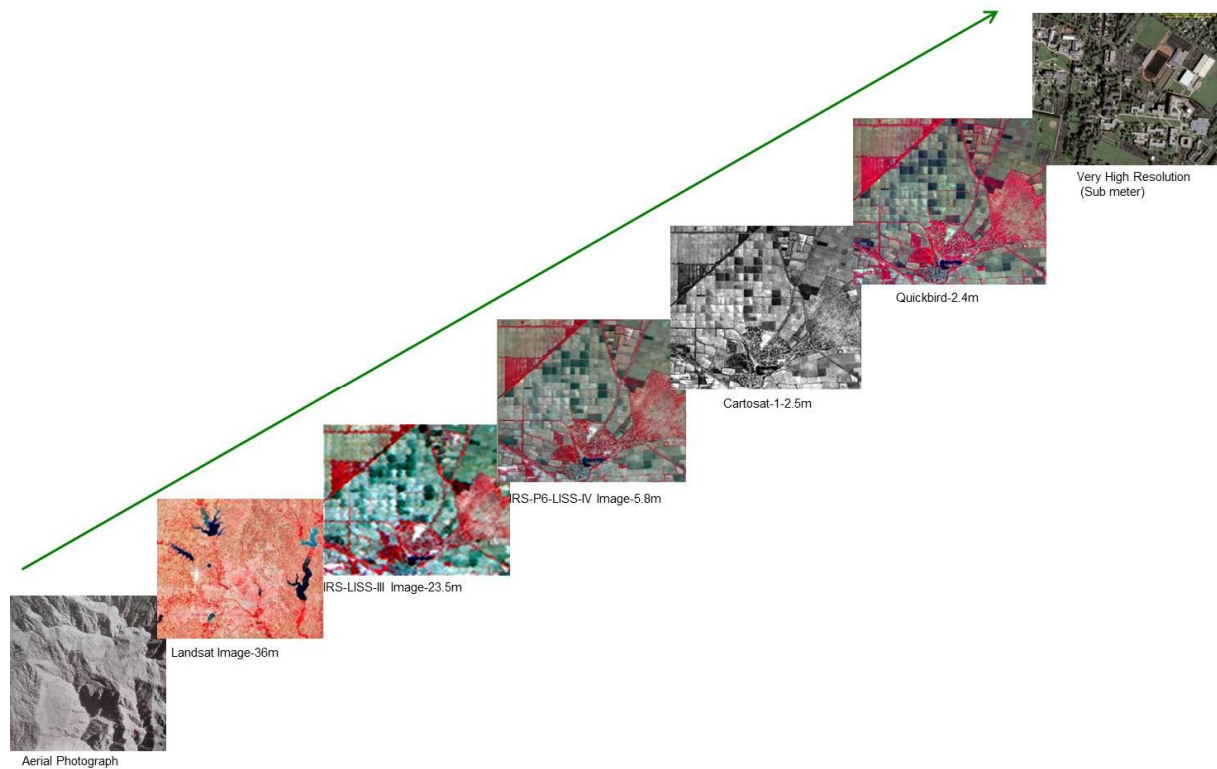 Very High Resolution
(Sub meter)
Quickbird-2.4m
Cartosat-1-2.5m
IRS-P6-LISS-IV Image-5.8m
IRS-LISS-III Image-23.5m
Landsat Image-36m
Aerial Photograph